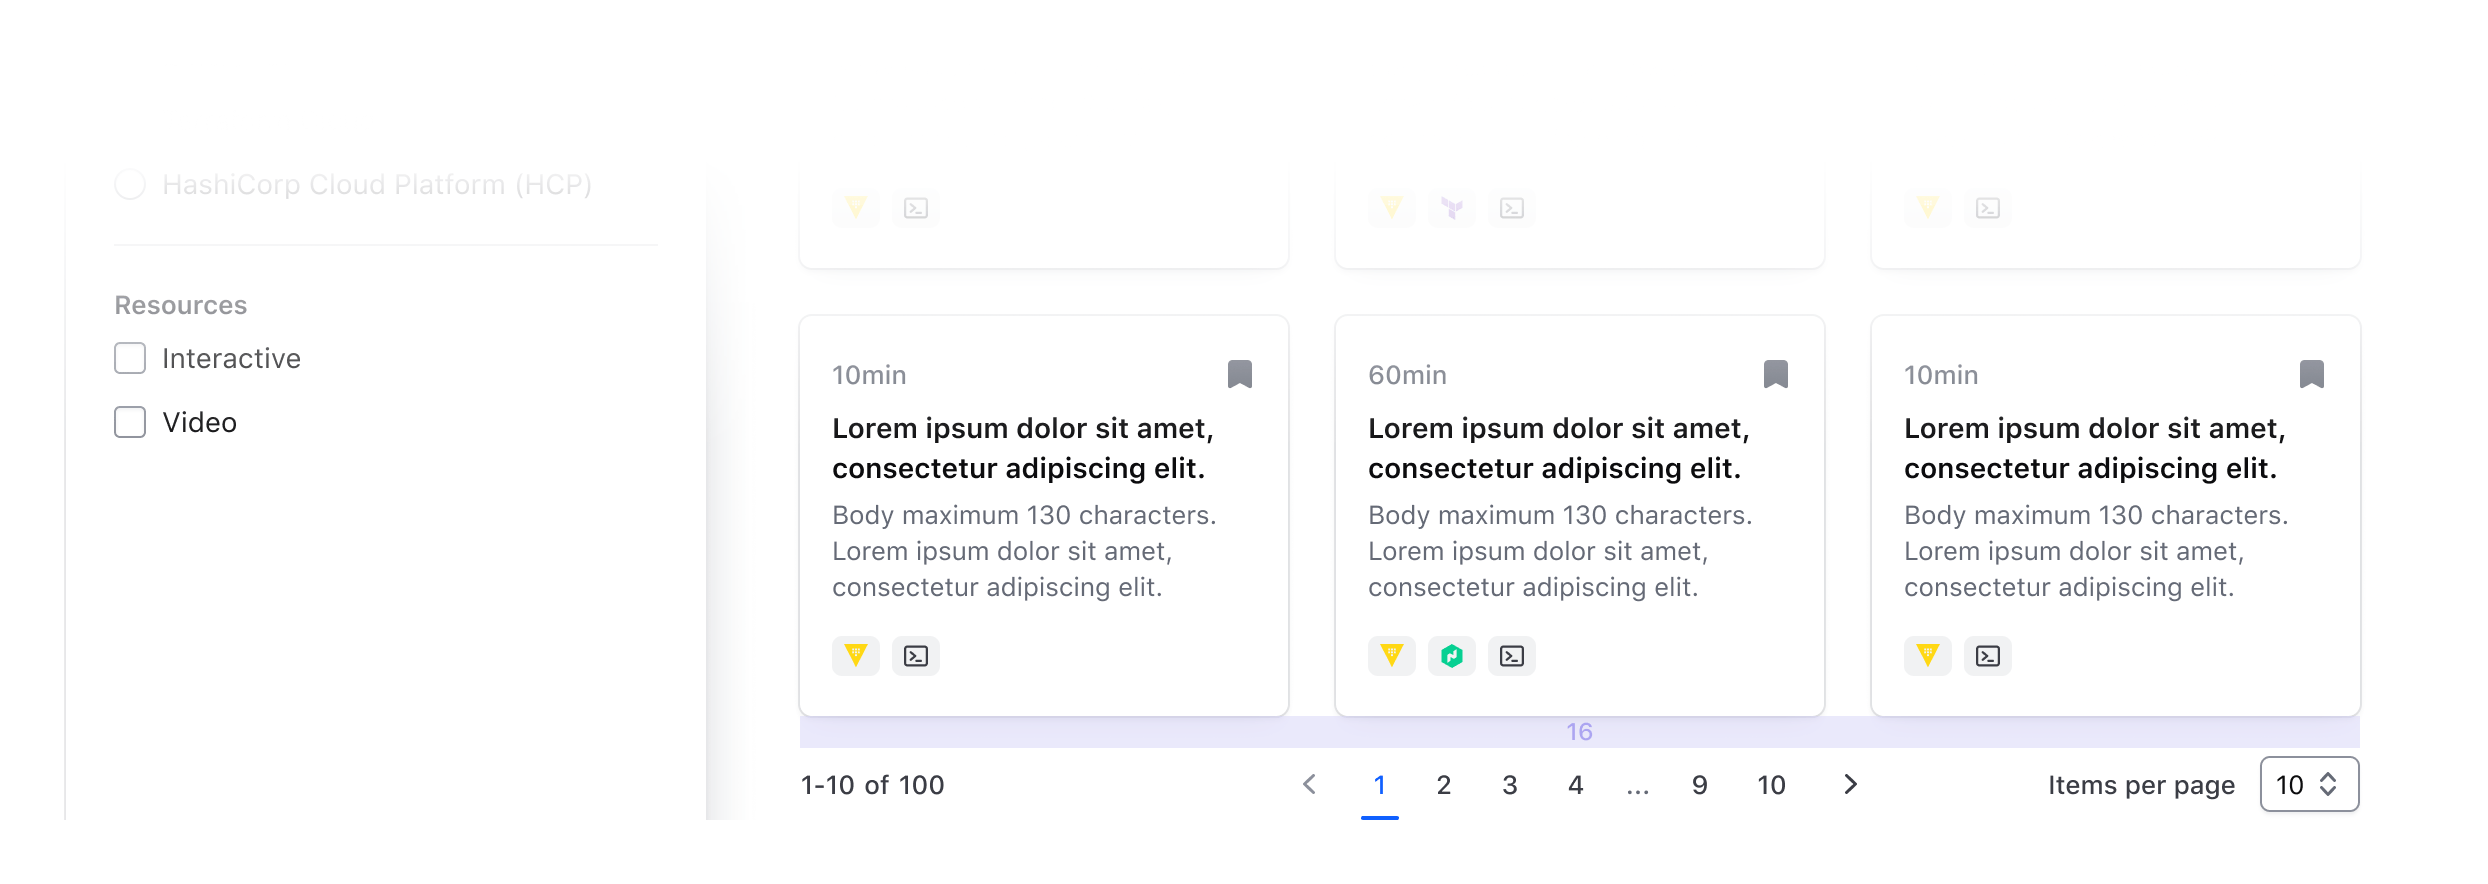 HashiCorp Cloud Platform (HCP)
Resources
Interactive
Video
10min
Lorem ipsum dolor sit amet,
consectetur adipiscing elit.
Body maximum 130 characters.
Lorem ipsum dolor sit amet,
consectetur adipiscing elit.
60min
Lorem ipsum dolor sit amet,
consectetur adipiscing elit.
Body maximum 130 characters.
Lorem ipsum dolor sit amet,
consectetur adipiscing elit.
10min
Lorem ipsum dolor sit amet,
consectetur adipiscing elit.
Body maximum 130 characters.
Lorem ipsum dolor sit amet,
consectetur adipiscing elit.
16
1-10 of 100
1 2 3 4 ... 9 10
Items per page 10